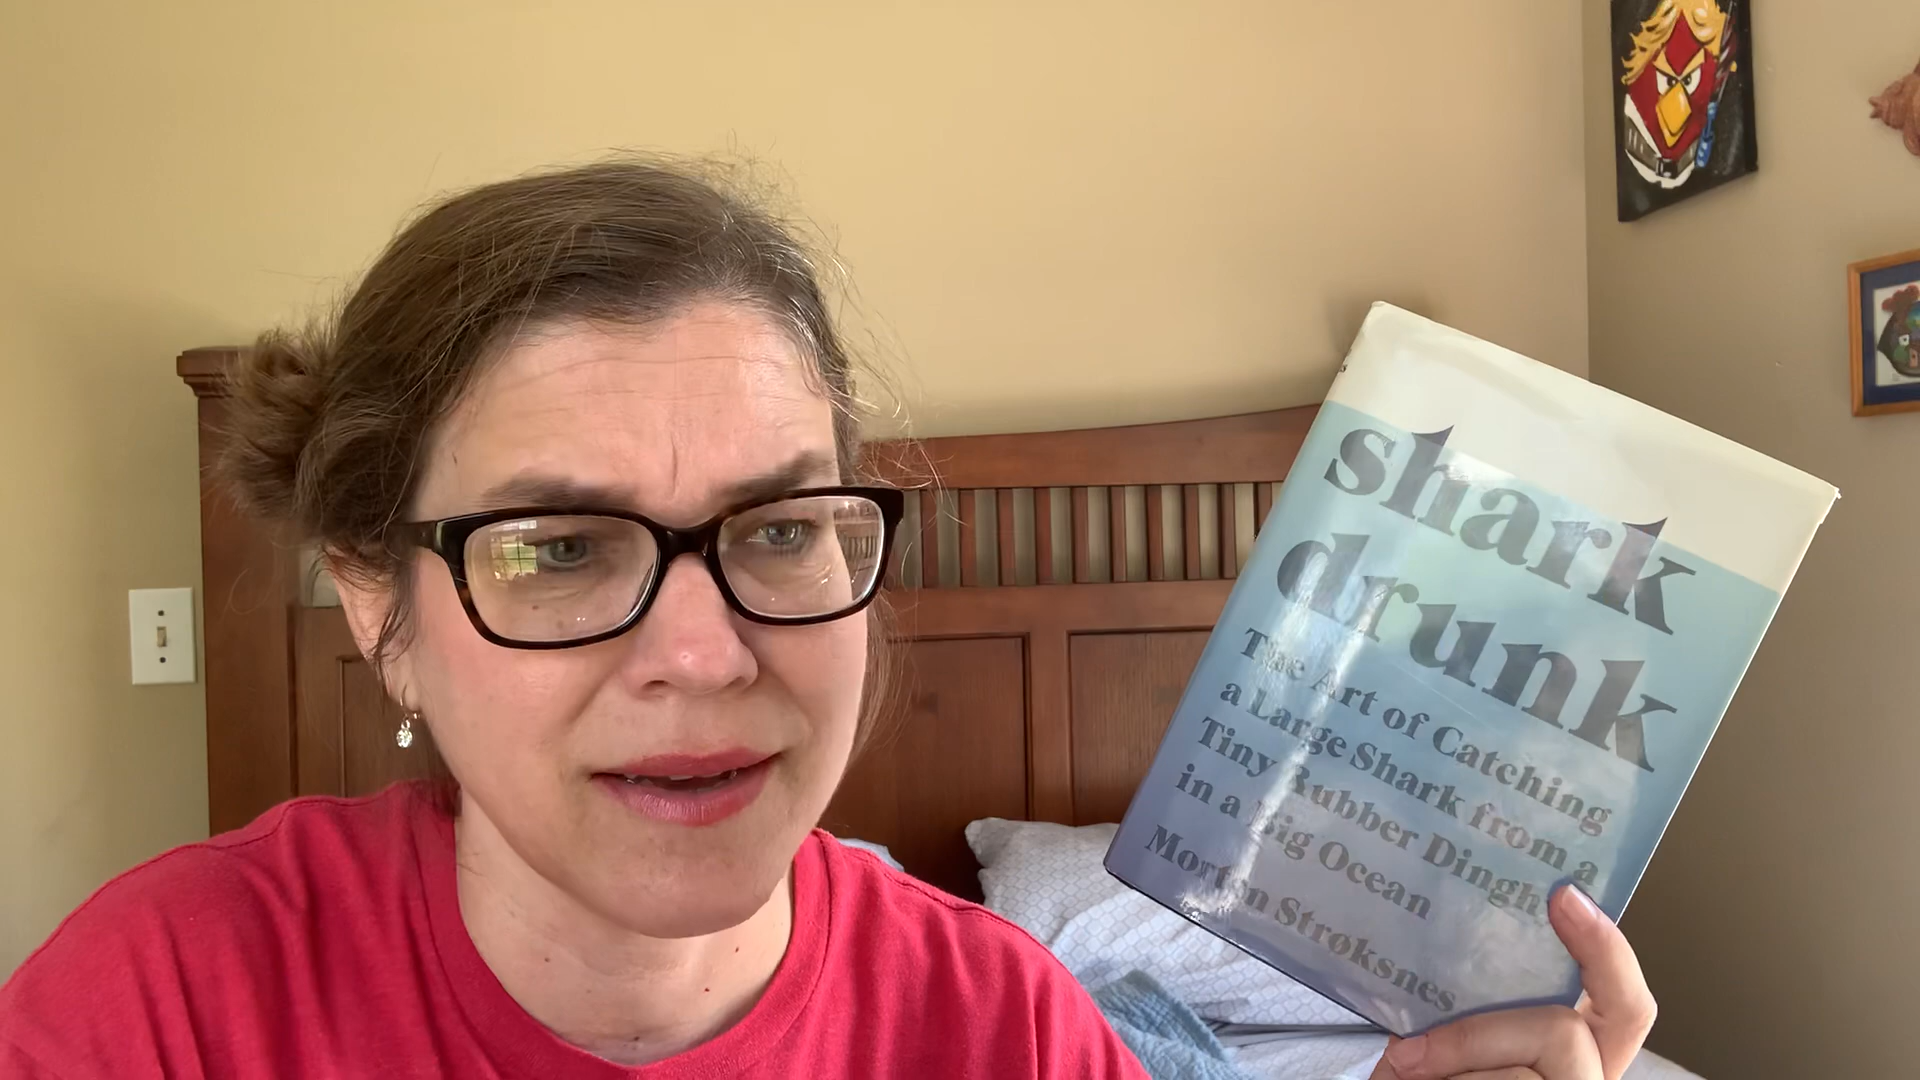 shark
drunk
The Art of Catching
a Large Shark from a
Tiny Rubber Dinghy
in a Big Ocean
Morten Strøksnes